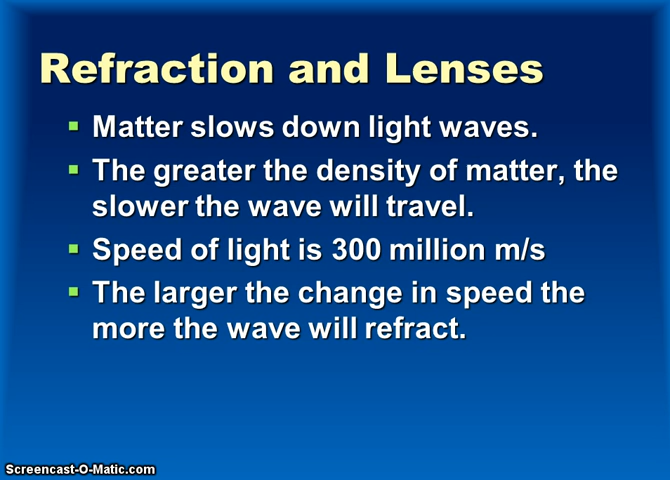 Refraction and Lenses
▪ Matter slows down light waves.
▪ The greater the density of matter, the
slower the wave will travel.
▪ Speed of light is 300 million m/s
▪ The larger the change in speed the
more the wave will refract.
Screencast-O-Matic.com